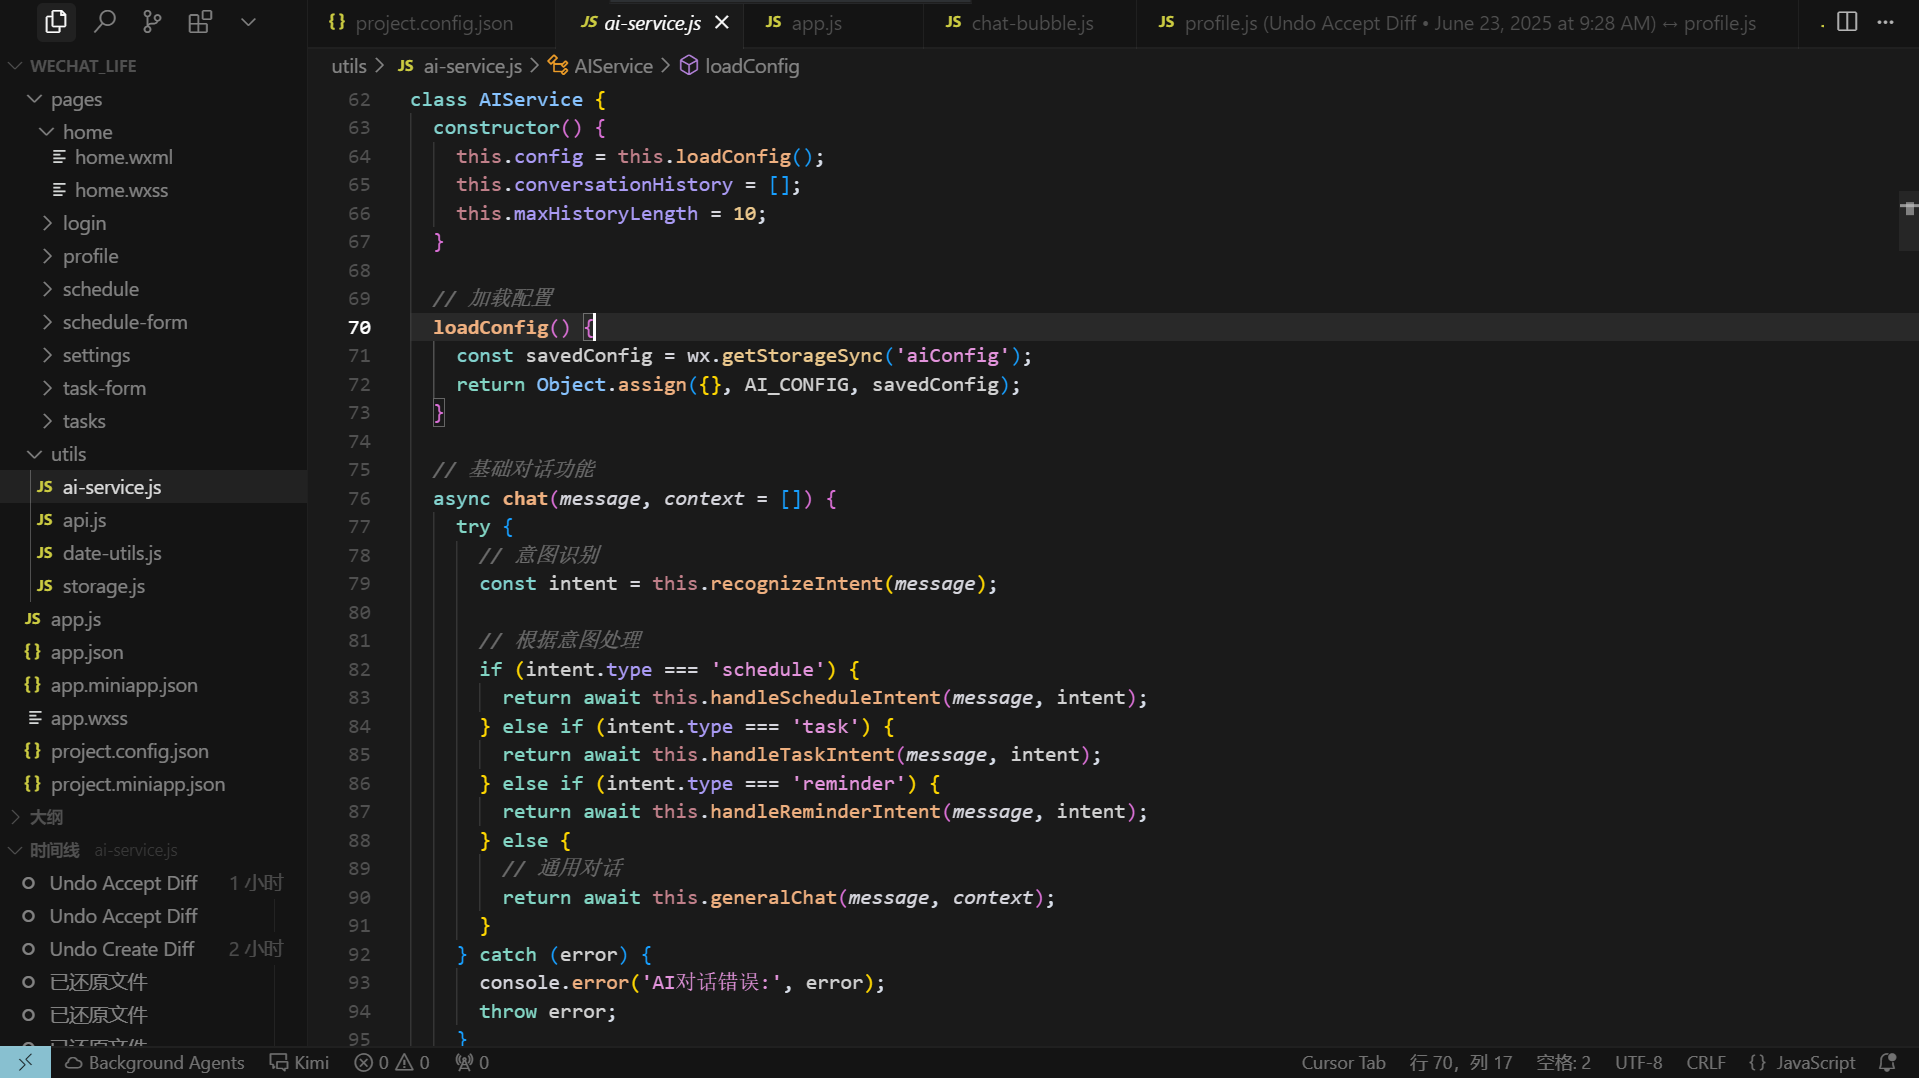 project.config.json
JS ai-service.js
JS app.js
JS chat-bubble.js
JS profile.js (Undo Accept Diff • June 23, 2025 at 9:28 AM) ↔ profile.js
WECHAT_LIFE
pages
home
home.wxml
home.wxss
login
profile
schedule
schedule-form
settings
task-form
tasks
utils
JS ai-service.js
JS api.js
JS date-utils.js
JS storage.js
JS app.js
{} app.json
{} app.miniapp.json
app.wxss
{} project.config.json
{} project.miniapp.json
大纲
时间线 ai-service.js
Undo Accept Diff 1 小时
Undo Accept Diff
Undo Create Diff 2 小时
已还原文件
已还原文件
已还原文件
utils > JS ai-service.js > AIService > loadConfig
62 class AIService {
63 constructor() {
64 this.config = this.loadConfig();
65 this.conversationHistory = [];
66 this.maxHistoryLength = 10;
67 }
68
69 // 加载配置
70 loadConfig() {
71 const savedConfig = wx.getStorageSync('aiConfig');
72 return Object.assign({}, AI_CONFIG, savedConfig);
73 }
74
75 // 基础对话功能
76 async chat(message, context = []) {
77 try {
78 // 意图识别
79 const intent = this.recognizeIntent(message);
80
81 // 根据意图处理
82 if (intent.type === 'schedule') {
83 return await this.handleScheduleIntent(message, intent);
84 } else if (intent.type === 'task') {
85 return await this.handleTaskIntent(message, intent);
86 } else if (intent.type === 'reminder') {
87 return await this.handleReminderIntent(message, intent);
88 } else {
89 // 通用对话
90 return await this.generalChat(message, context);
91 }
92 } catch (error) {
93 console.error('AI对话错误:', error);
94 throw error;
95 }
Background Agents Kimi 0 0 0 Cursor Tab 行 70，列 17 空格: 2 UTF-8 CRLF {} JavaScript